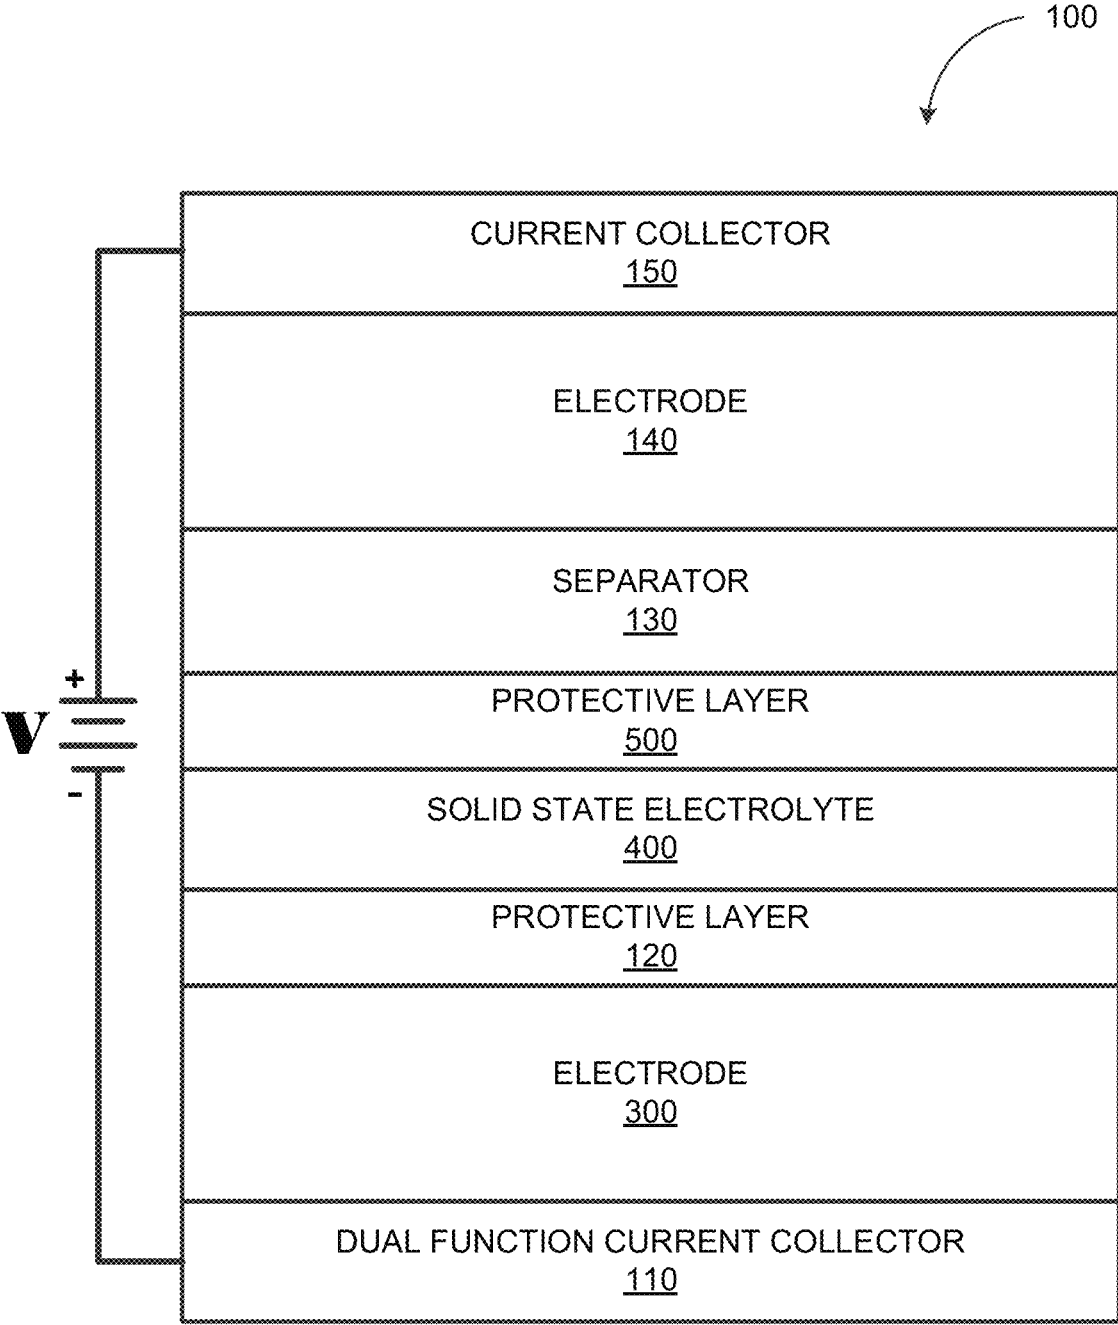 100
CURRENT COLLECTOR
150
ELECTRODE
140
SEPARATOR
130
PROTECTIVE LAYER
500
+
V
-
SOLID STATE ELECTROLYTE
400
PROTECTIVE LAYER
120
ELECTRODE
300
DUAL FUNCTION CURRENT COLLECTOR
110